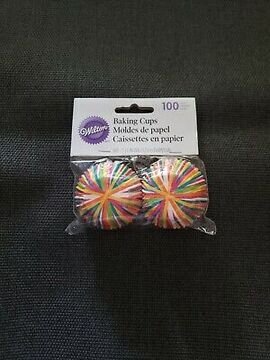 100
Wilton
Baking Cups
Moldes de papel
Caissettes en papier